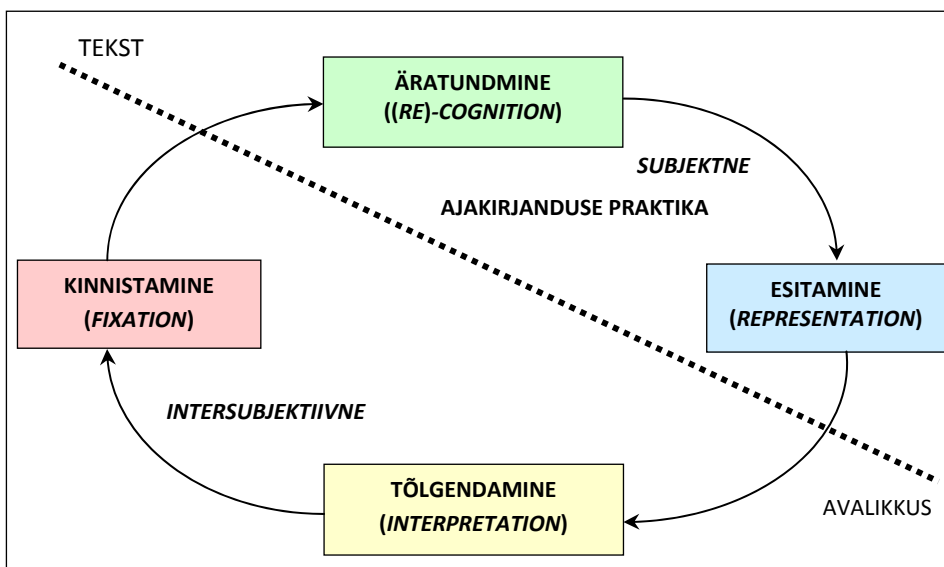 TEKST
ÄRATUNDMINE
((RE)-COGNITION)
SUBJEKTNE
AJAKIRJANDUSE PRAKTIKA
KINNISTAMINE
(FIXATION)
ESITAMINE
(REPRESENTATION)
INTERSUBJEKTIIVNE
TÕLGENDAMINE
(INTERPRETATION)
AVALIKKUS